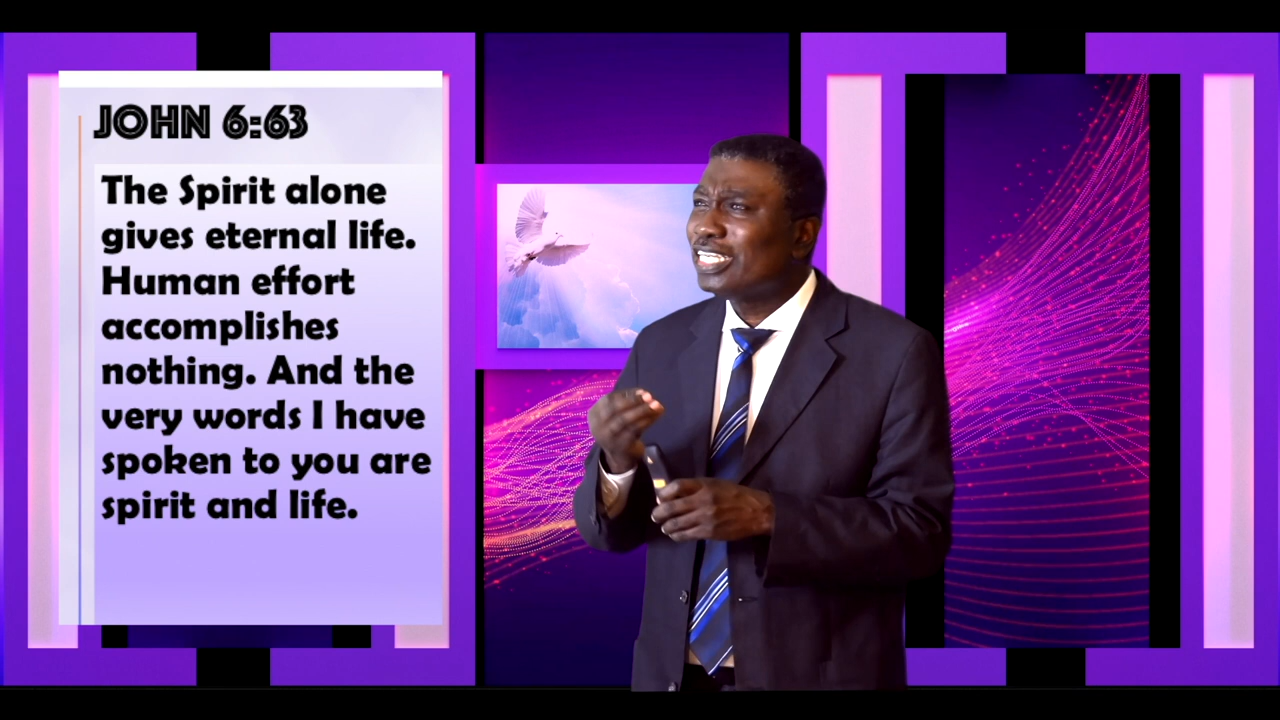 JOHN 6:63
The Spirit alone
gives eternal life.
Human effort
accomplishes
nothing. And the
very words I have
spoken to you are
spirit and life.